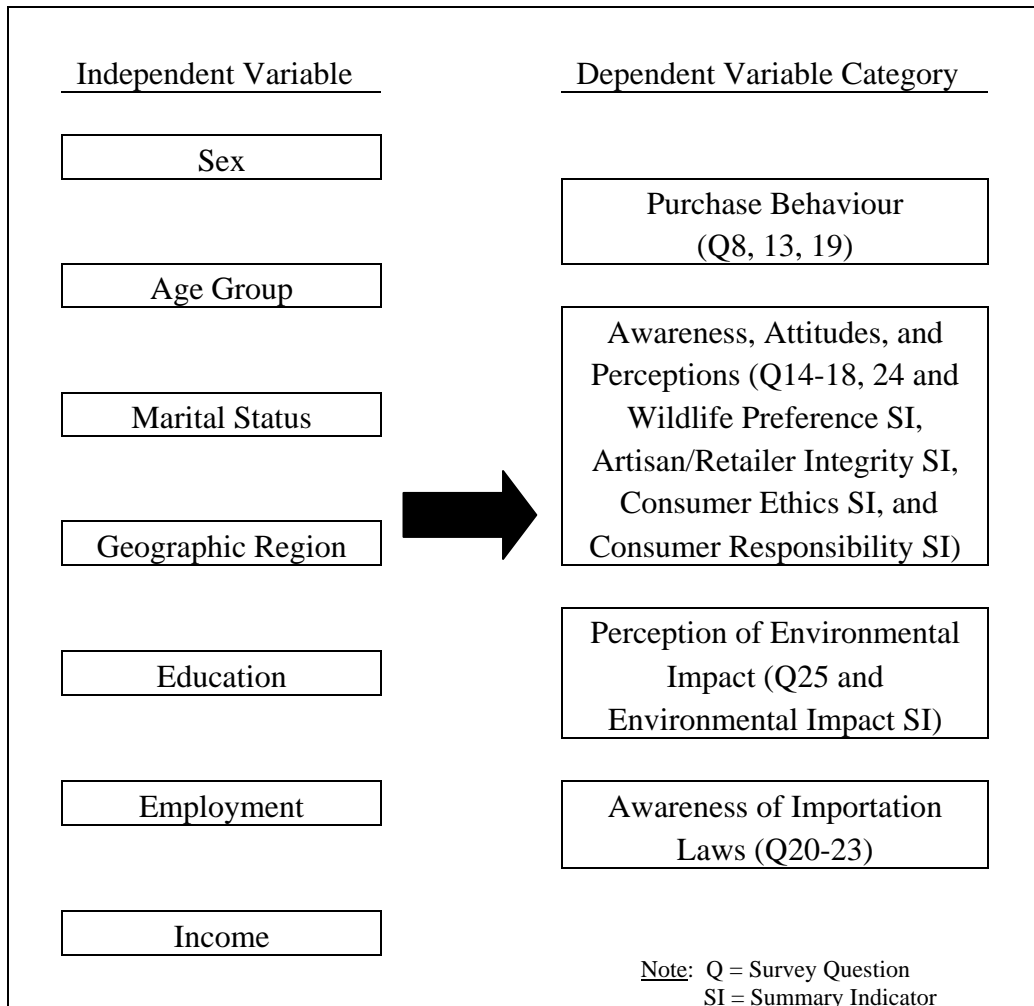 Independent Variable
Dependent Variable Category
Sex
Age Group
Marital Status
Geographic Region
Education
Employment
Income
Purchase Behaviour
(Q8, 13, 19)
Awareness, Attitudes, and
Perceptions (Q14-18, 24 and
Wildlife Preference SI,
Artisan/Retailer Integrity SI,
Consumer Ethics SI, and
Consumer Responsibility SI)
Perception of Environmental
Impact (Q25 and
Environmental Impact SI)
Awareness of Importation
Laws (Q20-23)
Note: Q = Survey Question
SI = Summary Indicator